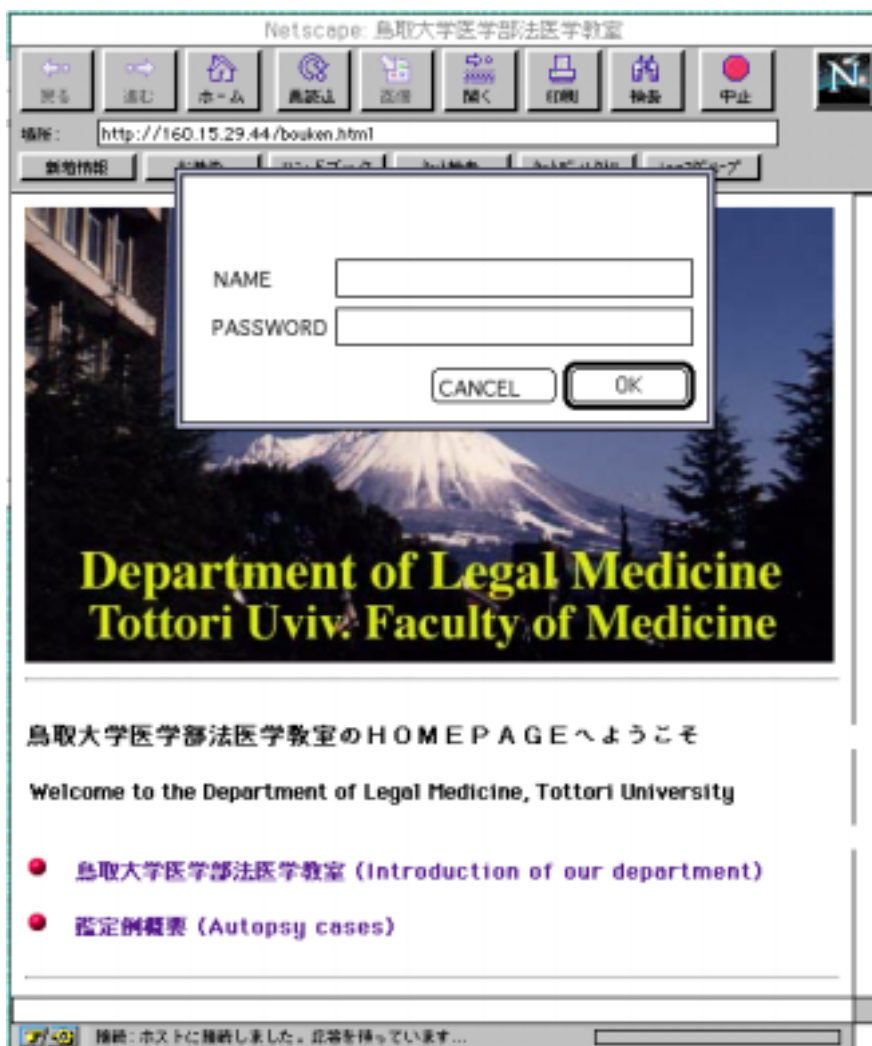 Netscape: 鳥取大学医学部法医学教室
戻る 進む ホーム 再読込 画像 開く 印刷 検索 中止
N
場所: http://160.15.29.44/bouken.html
新着情報
NAME
PASSWORD
CANCEL OK
Department of Legal Medicine
Tottori Uviv. Faculty of Medicine
鳥取大学医学部法医学教室のＨＯＭＥＰＡＧＥへようこそ
Welcome to the Department of Legal Medicine, Tottori University
鳥取大学医学部法医学教室 (Introduction of our department)
鑑定例概要 (Autopsy cases)
接続:ホストに接続しました。応答を待っています...